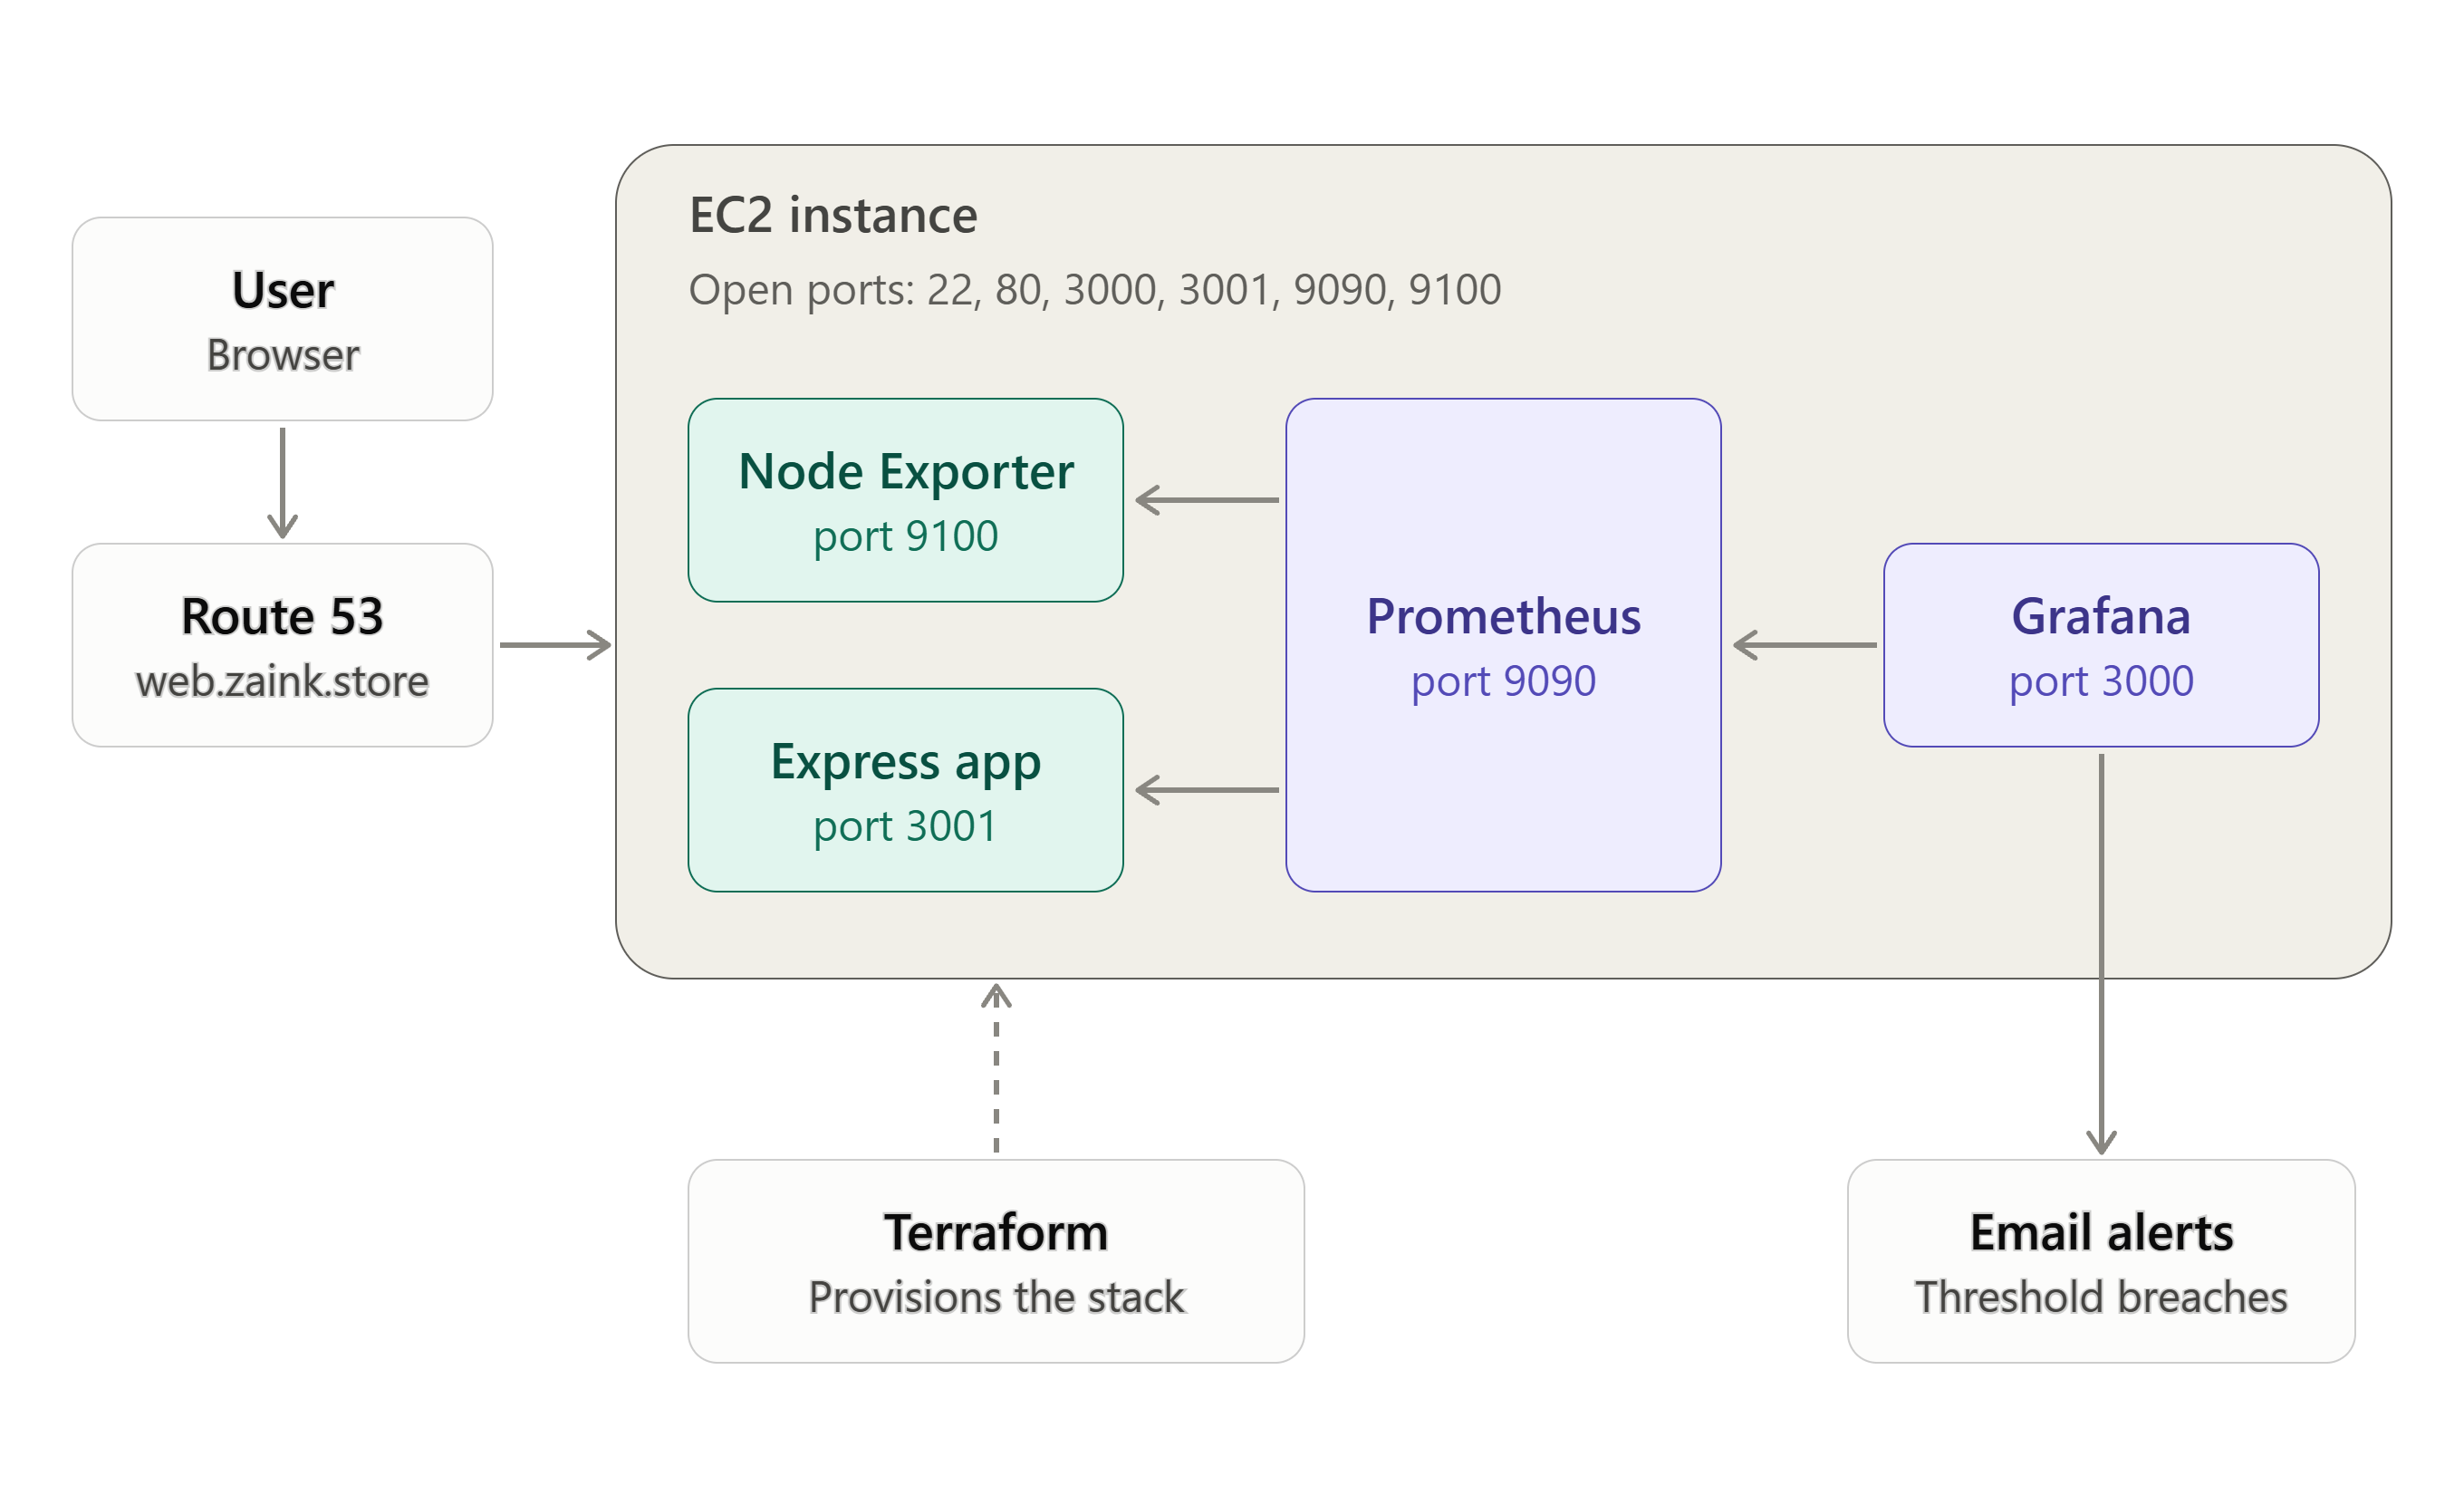 User
Browser
Route 53
web.zaink.store
EC2 instance
Open ports: 22, 80, 3000, 3001, 9090, 9100
Node Exporter
port 9100
Express app
port 3001
Prometheus
port 9090
Grafana
port 3000
Terraform
Provisions the stack
Email alerts
Threshold breaches